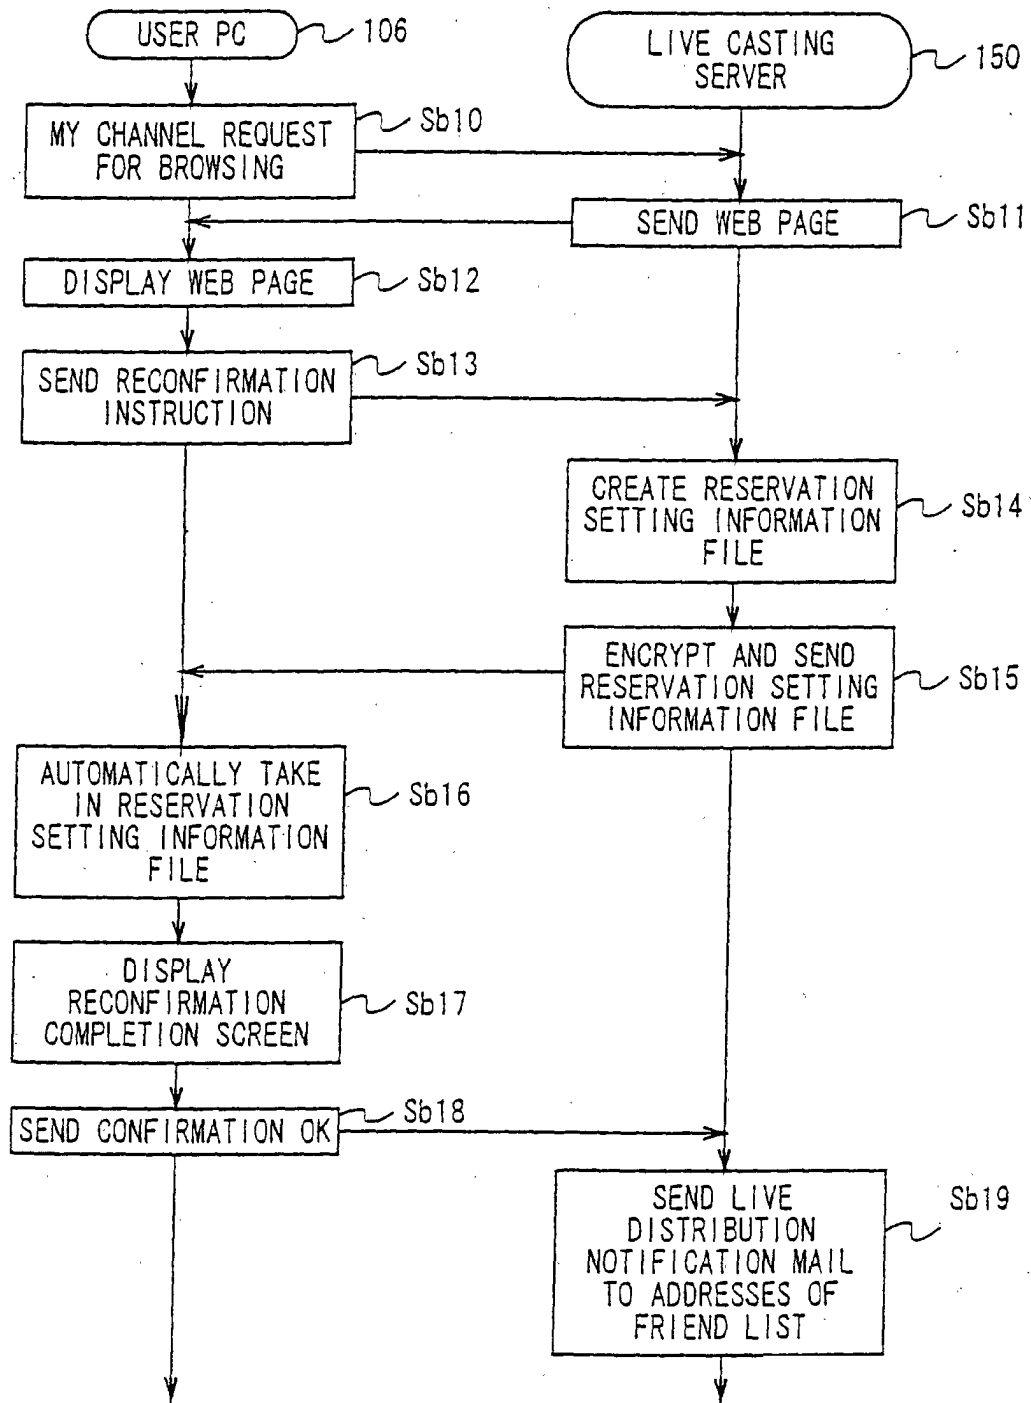 USER PC
106
LIVE CASTING
SERVER
150
MY CHANNEL REQUEST
FOR BROWSING
Sb10
SEND WEB PAGE
Sb11
DISPLAY WEB PAGE
Sb12
SEND RECONFIRMATION
INSTRUCTION
Sb13
CREATE RESERVATION
SETTING INFORMATION
FILE
Sb14
ENCRYPT AND SEND
RESERVATION SETTING
INFORMATION FILE
Sb15
AUTOMATICALLY TAKE
IN RESERVATION
SETTING INFORMATION
FILE
Sb16
DISPLAY
RECONFIRMATION
COMPLETION SCREEN
Sb17
SEND CONFIRMATION OK
Sb18
SEND LIVE
DISTRIBUTION
NOTIFICATION MAIL
TO ADDRESSES OF
FRIEND LIST
Sb19